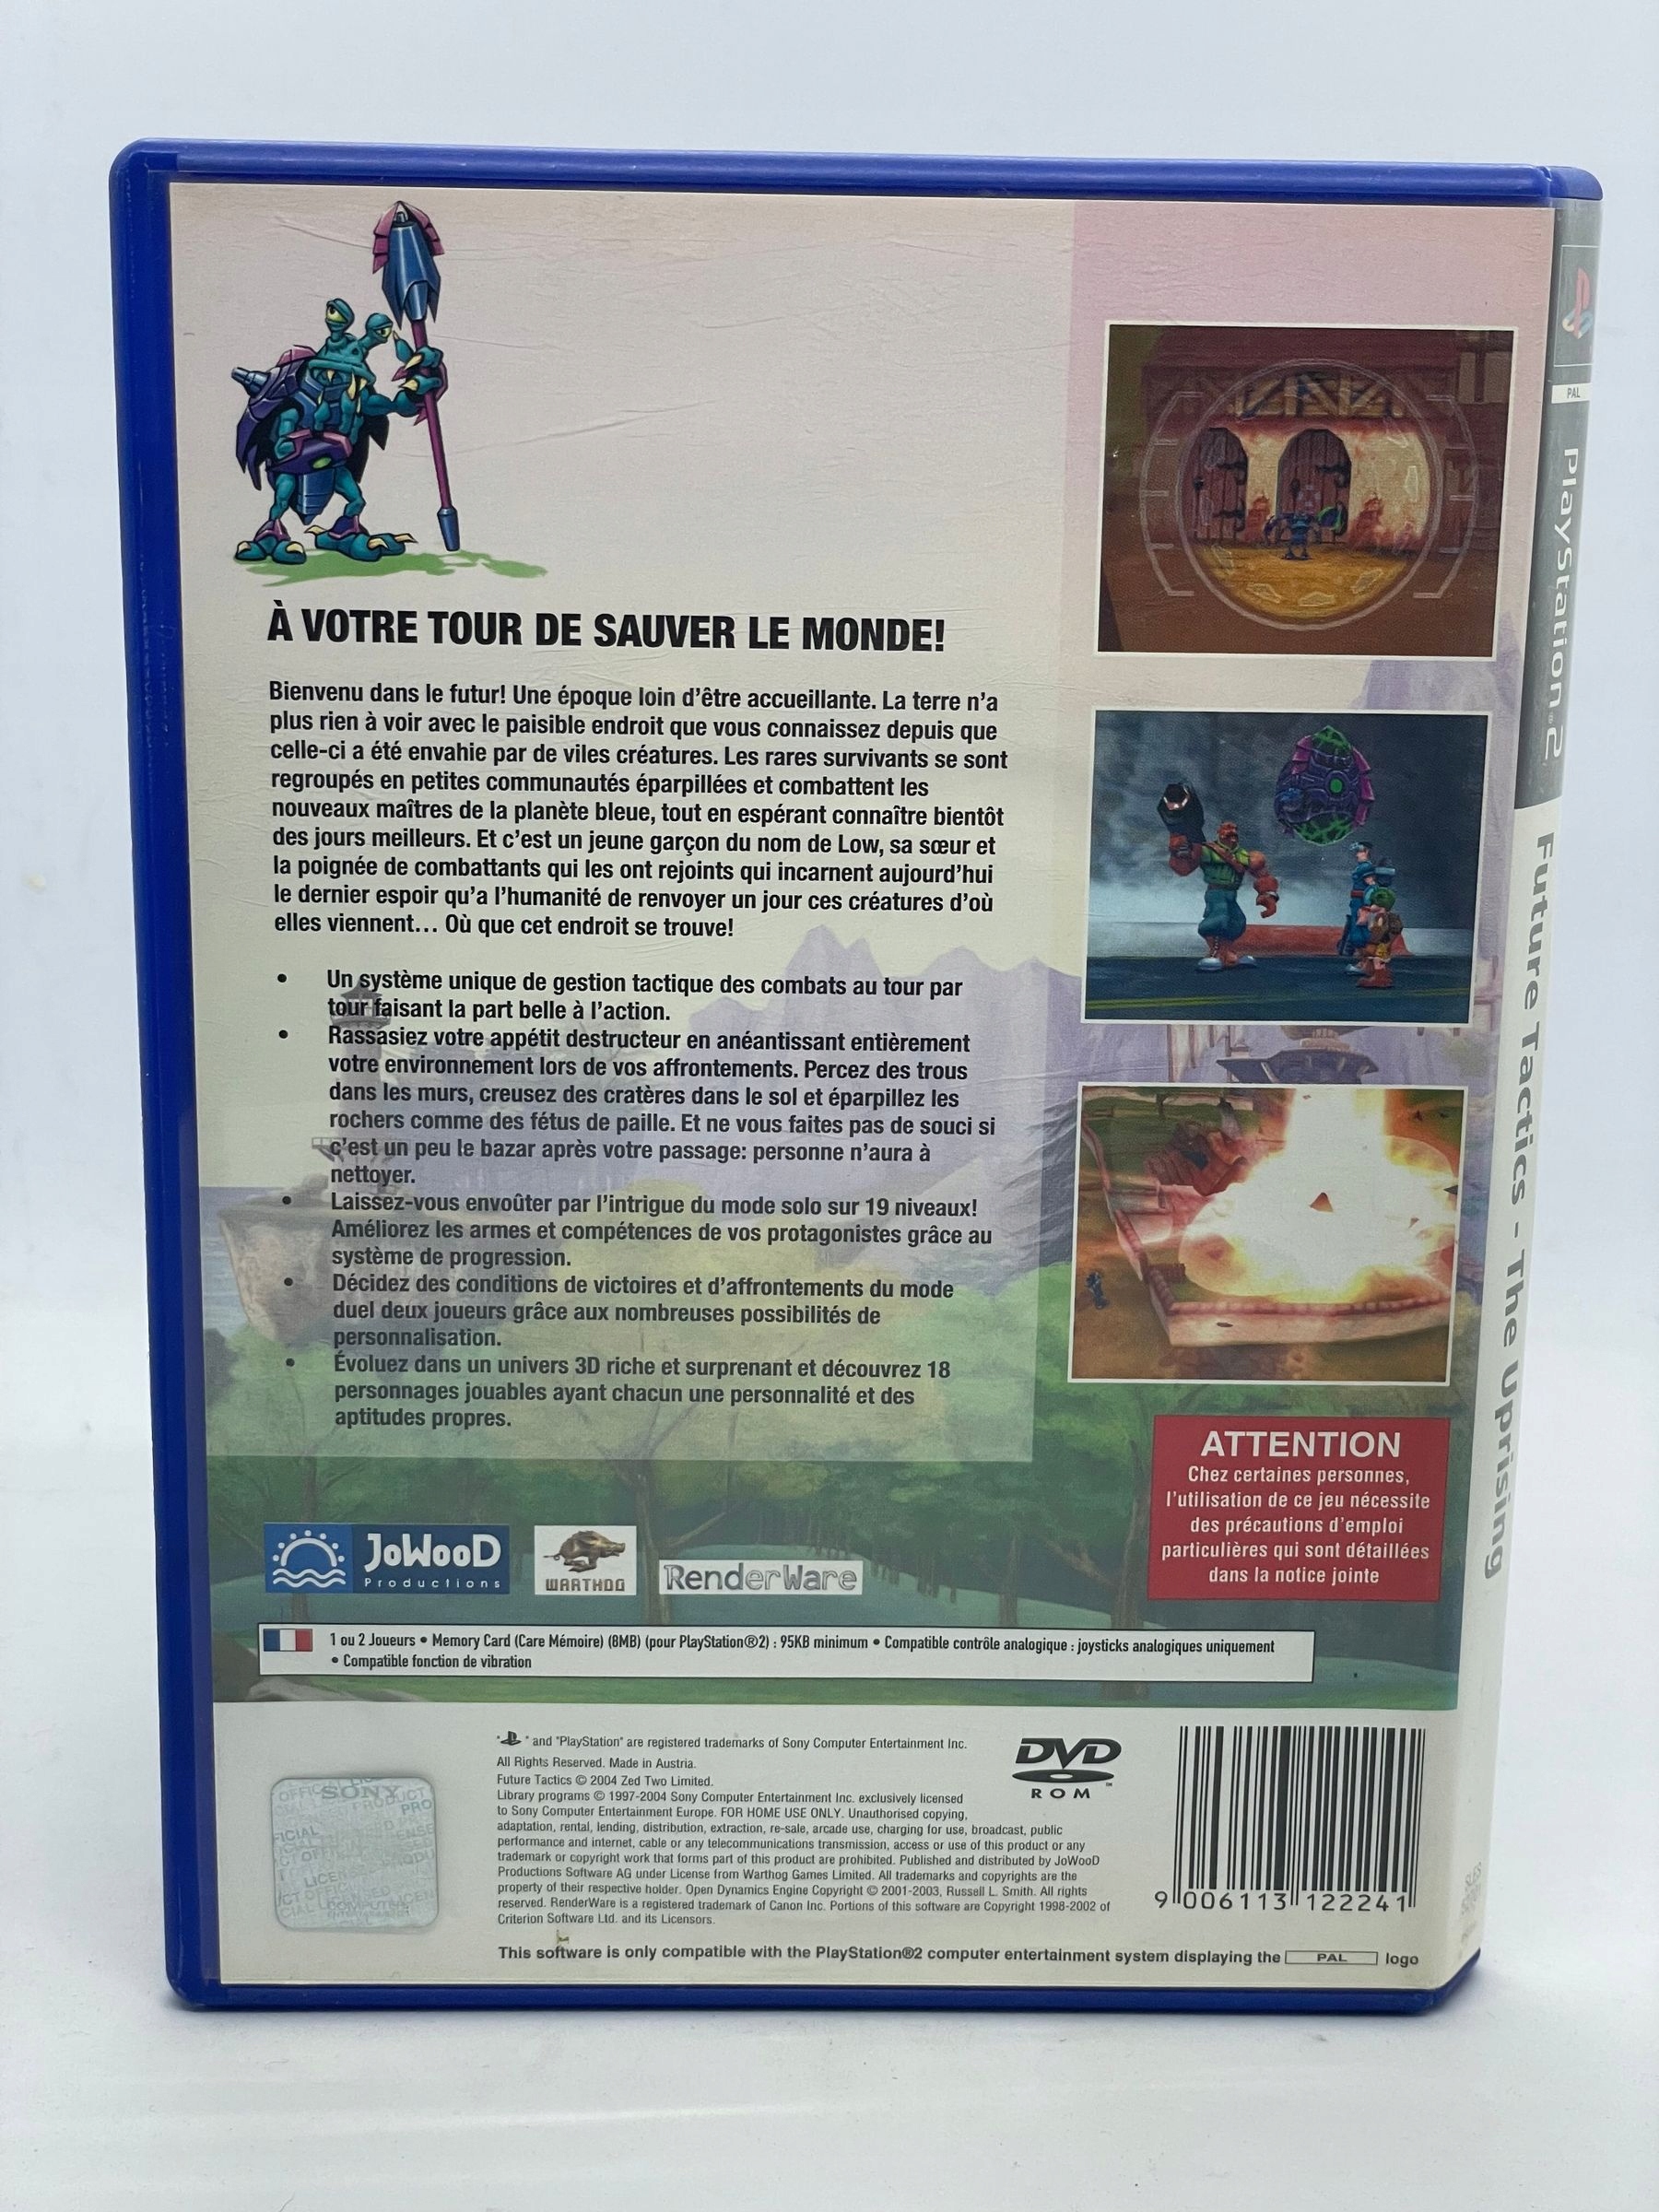 À VOTRE TOUR DE SAUVER LE MONDE!
Bienvenu dans le futur! Une époque loin d'être accueillante. La terre n'a
plus rien à voir avec le paisible endroit que vous connaissez depuis que
celle-ci a été envahie par de viles créatures. Les rares survivants se sont
regroupés en petites communautés éparpillées et combattent les
nouveaux maîtres de la planète bleue, tout en espérant connaître bientôt
des jours meilleurs. Et c'est un jeune garçon du nom de Low, sa sœur et
la poignée de combattants qui les ont rejoints qui incarnent aujourd'hui
le dernier espoir qu'a l'humanité de renvoyer un jour ces créatures d'où
elles viennent... Où que cet endroit se trouve!
• Un système unique de gestion tactique des combats au tour par
tour faisant la part belle à l'action.
• Rassasiez votre appétit destructeur en anéantissant entièrement
votre environnement lors de vos affrontements. Percez des trous
dans les murs, creusez des cratères dans le sol et éparpillez les
rochers comme des fétus de paille. Et ne vous faites pas de souci si
c'est un peu le bazar après votre passage: personne n'aura à
nettoyer.
• Laissez-vous envoûter par l'intrigue du mode solo sur 19 niveaux!
Améliorez les armes et compétences de vos protagonistes grâce au
système de progression.
• Décidez des conditions de victoires et d'affrontements du mode
duel deux joueurs grâce aux nombreuses possibilités de
personnalisation.
• Évoluez dans un univers 3D riche et surprenant et découvrez 18
personnages jouables ayant chacun une personnalité et des
aptitudes propres.
ATTENTION
Chez certaines personnes,
l'utilisation de ce jeu nécessite
des précautions d'emploi
particulières qui sont détaillées
dans la notice jointe
JoWooD
Productions
WARTHOG
RenderWare
1 ou 2 Joueurs • Memory Card (Care Mémoire) (8MB) (pour PlayStation®2) : 95KB minimum • Compatible contrôle analogique : joysticks analogiques uniquement
• Compatible fonction de vibration
" " and "PlayStation" are registered trademarks of Sony Computer Entertainment Inc.
All Rights Reserved. Made in Austria.
Future Tactics © 2004 Zed Two Limited.
Library programs © 1997-2004 Sony Computer Entertainment Inc. exclusively licensed
to Sony Computer Entertainment Europe. FOR HOME USE ONLY. Unauthorised copying,
adaptation, rental, lending, distribution, extraction, re-sale, arcade use, charging for use, broadcast, public
performance and internet, cable or any telecommunications transmission, access or use of this product or any
trademark or copyright work that forms part of this product are prohibited. Published and distributed by JoWooD
Productions Software AG under License from Warthog Games Limited. All trademarks and copyrights are the
property of their respective holder. Open Dynamics Engine Copyright © 2001-2003, Russell L. Smith. All rights
reserved. RenderWare is a registered trademark of Canon Inc. Portions of this software are Copyright 1998-2002 of
Criterion Software Ltd. and its Licensors.
This software is only compatible with the PlayStation®2 computer entertainment system displaying the PAL logo
DVD
ROM
9 006113 122241
SONY
PAL
PlayStation 2
Future Tactics - The Uprising